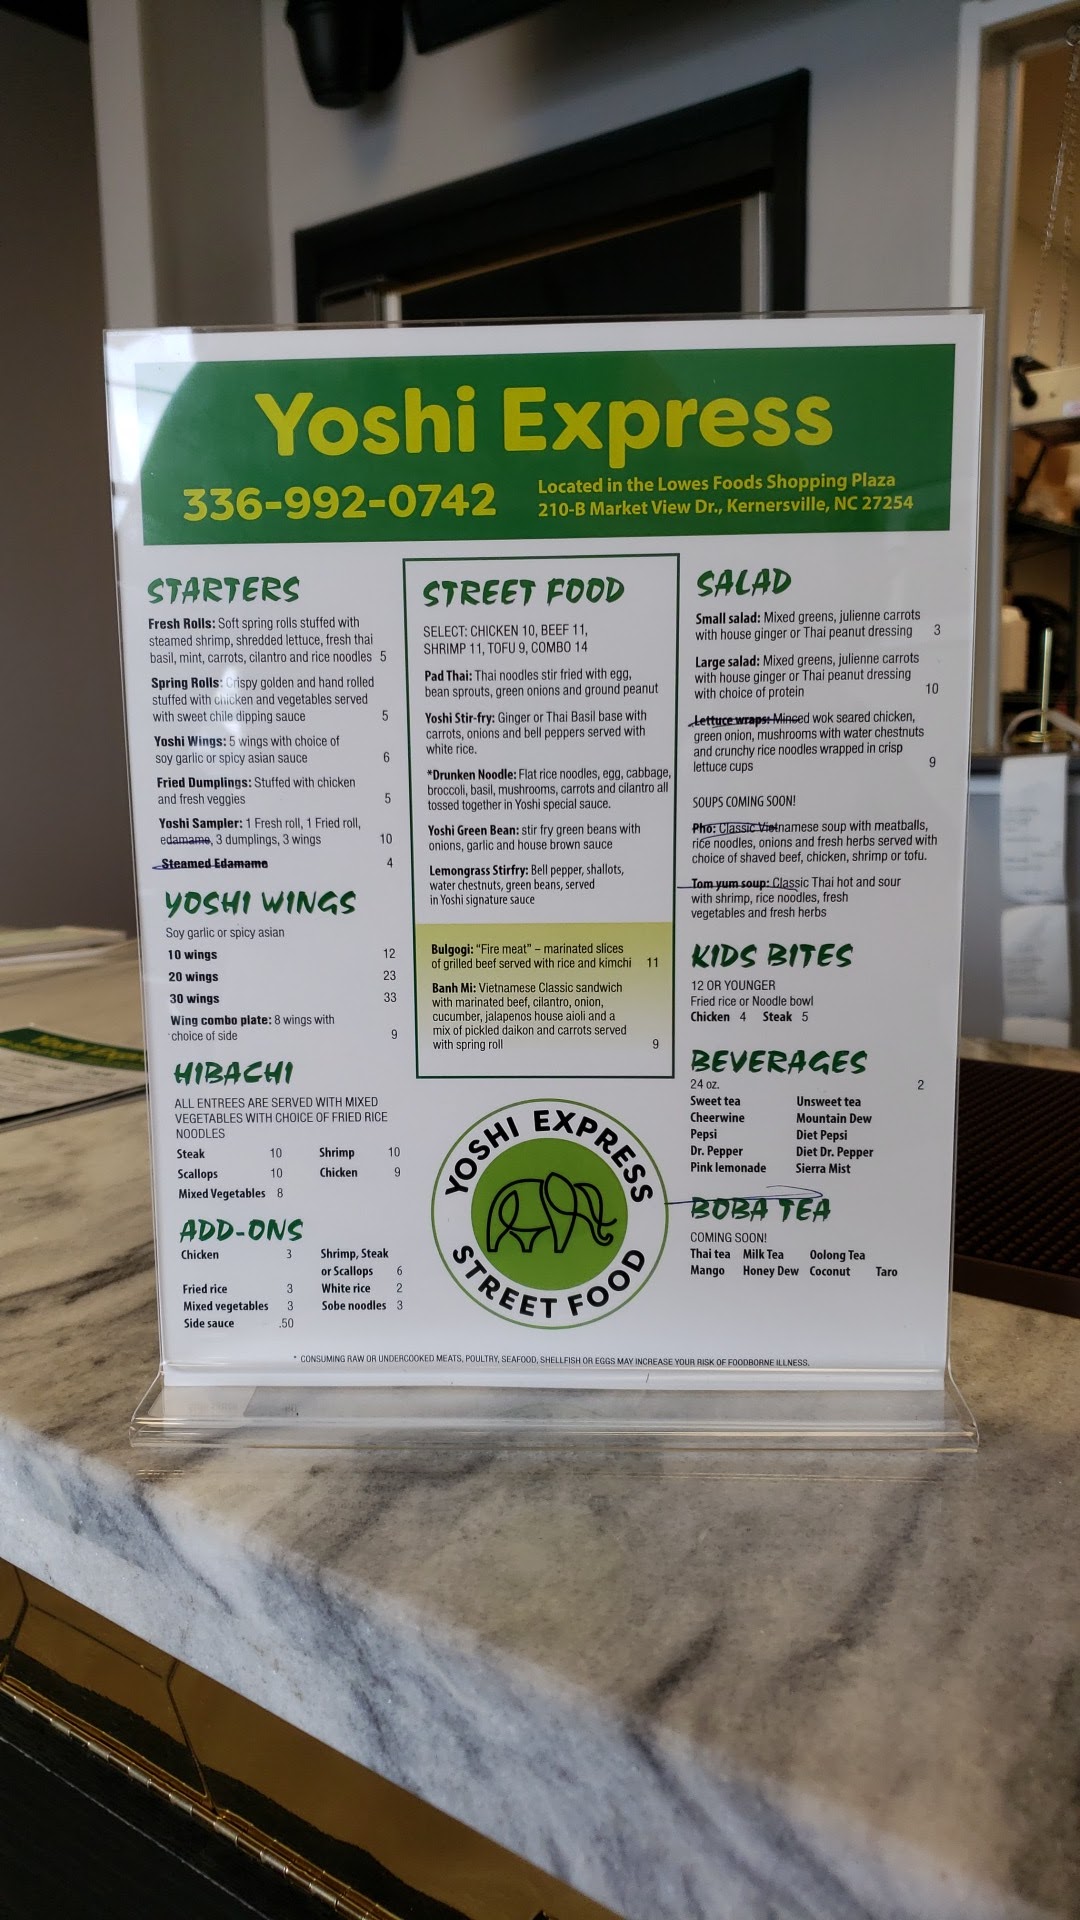 Yoshi Express
336-992-0742
Located in the Lowes Foods Shopping Plaza
210-B Market View Dr., Kernersville, NC 27254
STARTERS
Fresh Rolls: Soft spring rolls stuffed with
steamed shrimp, shredded lettuce, fresh thai
basil, mint, carrots, cilantro and rice noodles 5
Spring Rolls: Crispy golden and hand rolled
stuffed with chicken and vegetables served
with sweet chile dipping sauce 5
Yoshi Wings: 5 wings with choice of
soy garlic or spicy asian sauce 6
Fried Dumplings: Stuffed with chicken
and fresh veggies 5
Yoshi Sampler: 1 Fresh roll, 1 Fried roll,
edamame, 3 dumplings, 3 wings 10
Steamed Edamame 4
YOSHI WINGS
Soy garlic or spicy asian
10 wings 12
20 wings 23
30 wings 33
Wing combo plate: 8 wings with
choice of side 9
HIBACHI
ALL ENTREES ARE SERVED WITH MIXED
VEGETABLES WITH CHOICE OF FRIED RICE
NOODLES
Steak 10 Shrimp 10
Scallops 10 Chicken 9
Mixed Vegetables 8
ADD-ONS
Chicken 3 Shrimp, Steak
or Scallops 6
Fried rice 3 White rice 2
Mixed vegetables 3 Sobe noodles 3
Side sauce .50
STREET FOOD
SELECT: CHICKEN 10, BEEF 11,
SHRIMP 11, TOFU 9, COMBO 14
Pad Thai: Thai noodles stir fried with egg,
bean sprouts, green onions and ground peanut
Yoshi Stir-fry: Ginger or Thai Basil base with
carrots, onions and bell peppers served with
white rice.
*Drunken Noodle: Flat rice noodles, egg, cabbage,
broccoli, basil, mushrooms, carrots and cilantro all
tossed together in Yoshi special sauce.
Yoshi Green Bean: stir fry green beans with
onions, garlic and house brown sauce
Lemongrass Stirfry: Bell pepper, shallots,
water chestnuts, green beans, served
in Yoshi signature sauce
Bulgogi: "Fire meat" – marinated slices
of grilled beef served with rice and kimchi 11
Banh Mi: Vietnamese Classic sandwich
with marinated beef, cilantro, onion,
cucumber, jalapenos house aioli and a
mix of pickled daikon and carrots served
with spring roll 9
YOSHI EXPRESS
STREET FOOD
SALAD
Small salad: Mixed greens, julienne carrots
with house ginger or Thai peanut dressing 3
Large salad: Mixed greens, julienne carrots
with house ginger or Thai peanut dressing
with choice of protein 10
Lettuce wraps: Minced wok seared chicken,
green onion, mushrooms with water chestnuts
and crunchy rice noodles wrapped in crisp
lettuce cups 9
SOUPS COMING SOON!
Pho: Classic Vietnamese soup with meatballs,
rice noodles, onions and fresh herbs served with
choice of shaved beef, chicken, shrimp or tofu.
Tom yum soup: Classic Thai hot and sour
with shrimp, rice noodles, fresh
vegetables and fresh herbs
KIDS BITES
12 OR YOUNGER
Fried rice or Noodle bowl
Chicken 4 Steak 5
BEVERAGES
24 oz. 2
Sweet tea Unsweet tea
Cheerwine Mountain Dew
Pepsi Diet Pepsi
Dr. Pepper Diet Dr. Pepper
Pink lemonade Sierra Mist
BOBA TEA
COMING SOON!
Thai tea Milk Tea Oolong Tea
Mango Honey Dew Coconut Taro
* CONSUMING RAW OR UNDERCOOKED MEATS, POULTRY, SEAFOOD, SHELLFISH OR EGGS MAY INCREASE YOUR RISK OF FOODBORNE ILLNESS.